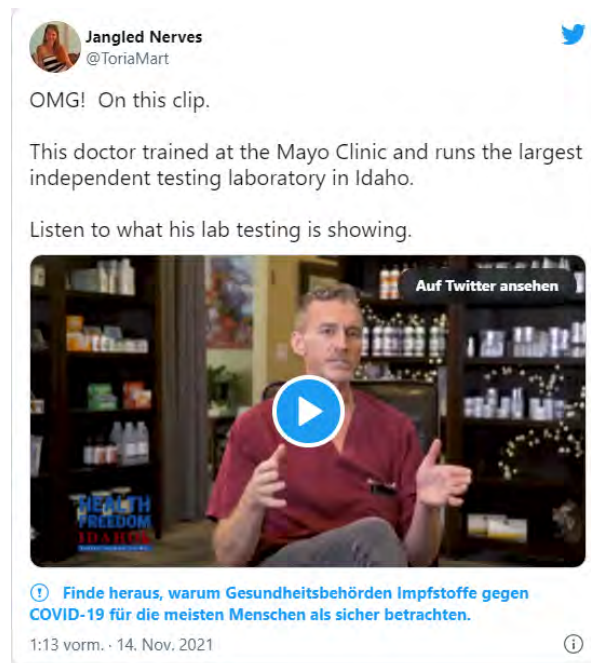 Jangled Nerves
@ToriaMart
OMG! On this clip.
This doctor trained at the Mayo Clinic and runs the largest
independent testing laboratory in Idaho.
Listen to what his lab testing is showing.
Auf Twitter ansehen
HEALTH
FREEDOM
IDAHO
Finde heraus, warum Gesundheitsbehörden Impfstoffe gegen
COVID-19 für die meisten Menschen als sicher betrachten.
1:13 vorm. · 14. Nov. 2021